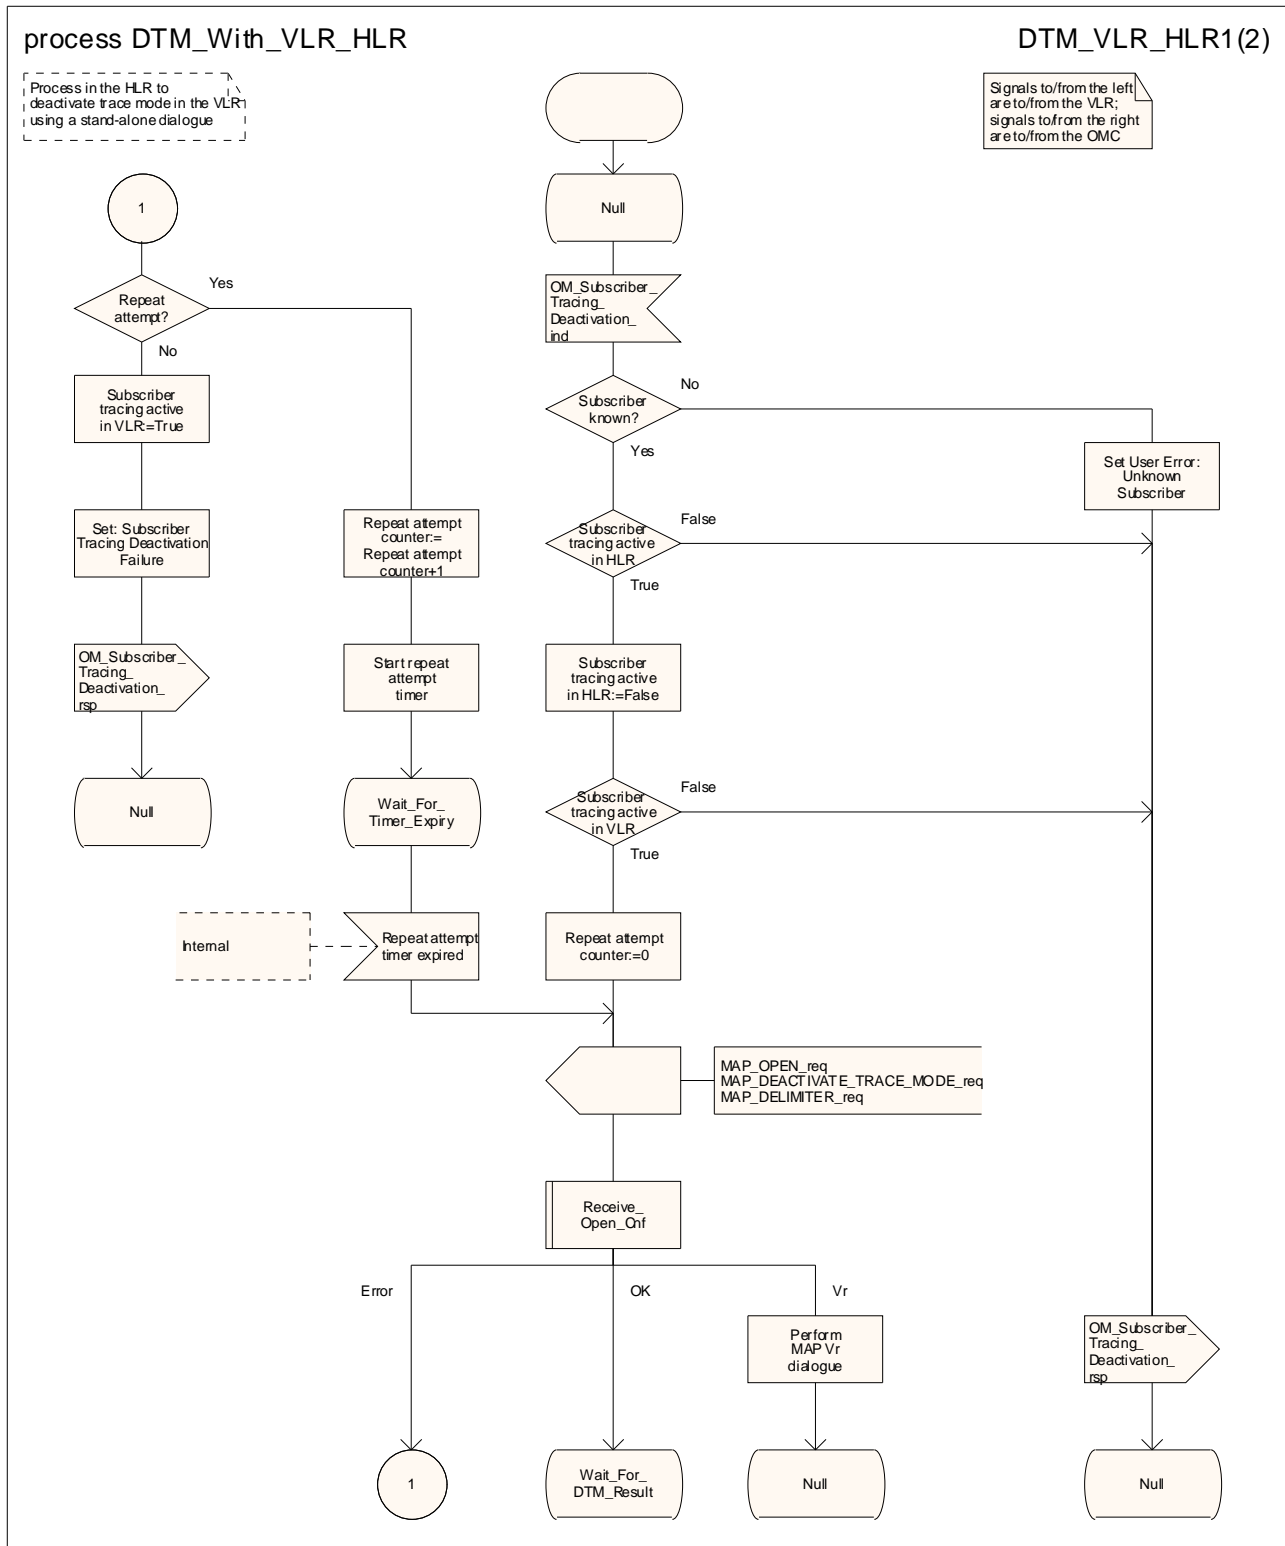 process DTM_With_VLR_HLR
DTM_VLR_HLR1(2)
Process in the HLR to
deactivate trace mode in the VLR
using a stand-alone dialogue
Signals to/from the left
are to/from the VLR;
signals to/from the right
are to/from the OMC
Null
1
OM_Subscriber_
Tracing_
Deactivation_
ind
Repeat
attempt?
Yes
No
Subscriber
known?
No
Yes
Subscriber
tracing active
in VLR:=True
Set User Error:
Unknown
Subscriber
Set: Subscriber
Tracing Deactivation
Failure
Repeat attempt
counter:=
Repeat attempt
counter+1
Subscriber
tracing active
in HLR
False
True
OM_Subscriber_
Tracing_
Deactivation_
rsp
Start repeat
attempt
timer
Subscriber
tracing active
in HLR:=False
Null
Wait_For_
Timer_Expiry
Subscriber
tracing active
in VLR
False
True
Internal
Repeat attempt
timer expired
Repeat attempt
counter:=0
MAP_OPEN_req
MAP_DEACTIVATE_TRACE_MODE_req
MAP_DELIMITER_req
Receive_
Open_Cnf
Error
OK
Vr
Perform
MAP Vr
dialogue
OM_Subscriber_
Tracing_
Deactivation_
rsp
1
Wait_For_
DTM_Result
Null
Null